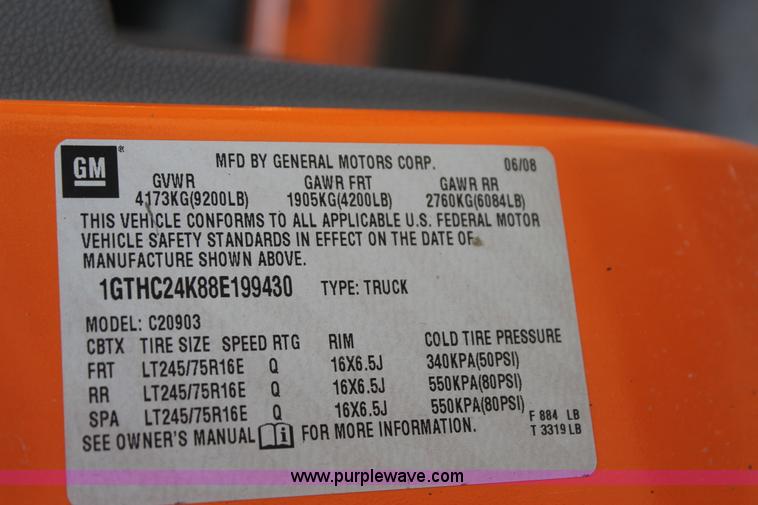 GM
MFD BY GENERAL MOTORS CORP. 06/08
GVWR GAWR FRT GAWR RR
4173KG(9200LB) 1905KG(4200LB) 2760KG(6084LB)
THIS VEHICLE CONFORMS TO ALL APPLICABLE U.S. FEDERAL MOTOR
VEHICLE SAFETY STANDARDS IN EFFECT ON THE DATE OF
MANUFACTURE SHOWN ABOVE.
1GTHC24K88E199430 TYPE: TRUCK
MODEL: C20903
CBTX TIRE SIZE SPEED RTG RIM COLD TIRE PRESSURE
FRT LT245/75R16E Q 16X6.5J 340KPA(50PSI)
RR LT245/75R16E Q 16X6.5J 550KPA(80PSI)
SPA LT245/75R16E Q 16X6.5J 550KPA(80PSI)
F 884 LB
T 3319 LB
SEE OWNER'S MANUAL i FOR MORE INFORMATION.
www.purplewave.com